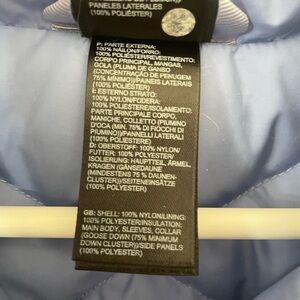 PANELES LATERALES
(100% POLIÉSTER)
P: PARTE EXTERNA:
100% NÁILON/FORRO:
100% POLIÉSTER/REVESTIMENTO:
CORPO PRINCIPAL, MANGAS,
GOLA (PLUMA DE GANSO
(CONCENTRAÇÃO DE PENUGEM
75% MÍNIMO))/PAINEIS LATERAIS
(100% POLIÉSTER)
I: ESTERNO STRATO:
100% NYLON/FODERA:
100% POLIESTERE/ISOLAMENTO:
PARTE PRINCIPALE CORPO,
MANICHE, COLLETTO (PIUMINO
D'OCA (MIN. 75% DI FIOCCHI DI
PIUMINO))/PANNELLI LATERALI
(100% POLIESTERE)
D: OBERSTOFF: 100% NYLON/
FUTTER: 100% POLYESTER/
ISOLIERUNG: HAUPTTEIL, ÄRMEL,
KRAGEN (GÄNSEDAUNE
(MINDESTENS 75 % DAUNEN-
CLUSTER))/SEITENEINSÄTZE
(100% POLYESTER)
GB: SHELL: 100% NYLON/LINING:
100% POLYESTER/INSULATION:
MAIN BODY, SLEEVES, COLLAR
(GOOSE DOWN (75% MINIMUM
DOWN CLUSTER))/SIDE PANELS
(100% POLYESTER)